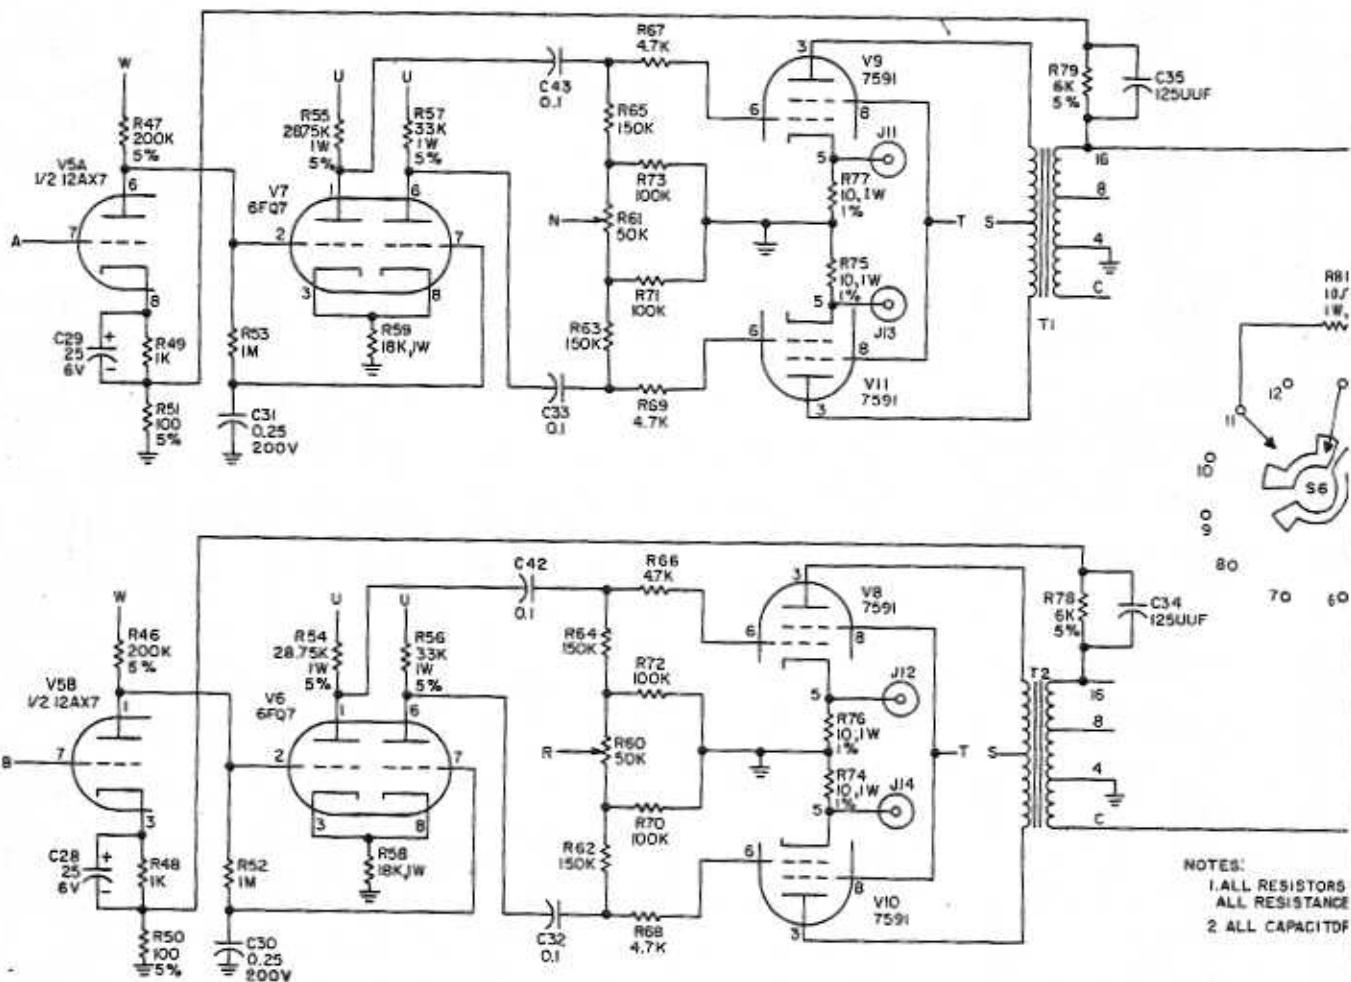 W
R47
200K
5%
V5A
1/2 12AX7
6
A
7
8
C29
25
6V
+
-
R49
1K
R51
100
5%
R53
1M
C31
0.25
200V
U
U
R55
28.75K
1W
5%
R57
33K
1W
5%
V7
6FQ7
1
6
2
7
3
8
R59
18K,1W
C43
0.1
C33
0.1
R67
4.7K
R65
150K
R73
100K
N
R61
50K
R71
100K
R63
150K
R69
4.7K
3
V9
7591
6
8
5
J11
R77
10,1W
1%
R75
10,1W
1%
5
J13
6
8
V11
7591
3
T
S
T1
R79
6K
5%
C35
125UUF
16
8
4
C
R81
1W,
12
11
10
9
8
7
6
S6
W
R46
200K
5%
V5B
1/2 12AX7
1
B
7
3
C28
25
6V
+
-
R48
1K
R50
100
5%
R52
1M
C30
0.25
200V
U
U
R54
28.75K
1W
5%
R56
33K
1W
5%
V6
6FQ7
1
6
2
7
3
8
R58
18K,1W
C42
0.1
C32
0.1
R66
4.7K
R64
150K
R72
100K
R
R60
50K
R70
100K
R62
150K
R68
4.7K
3
V8
7591
6
8
5
J12
R76
10,1W
1%
R74
10,1W
1%
5
J14
6
8
V10
7591
3
T
S
T2
R78
6K
5%
C34
125UUF
16
8
4
C
NOTES:
1. ALL RESISTORS
ALL RESISTANCE
2. ALL CAPACITOR